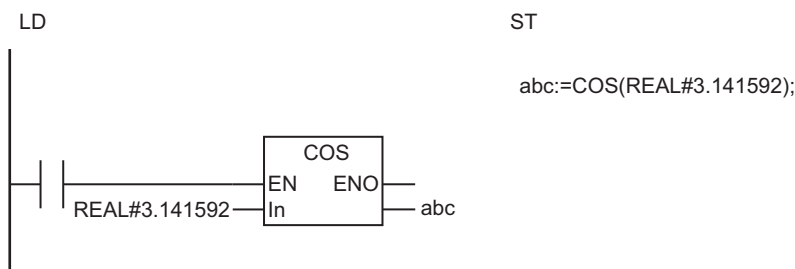 LD
ST
abc:=COS(REAL#3.141592);
COS
EN ENO
REAL#3.141592 In abc